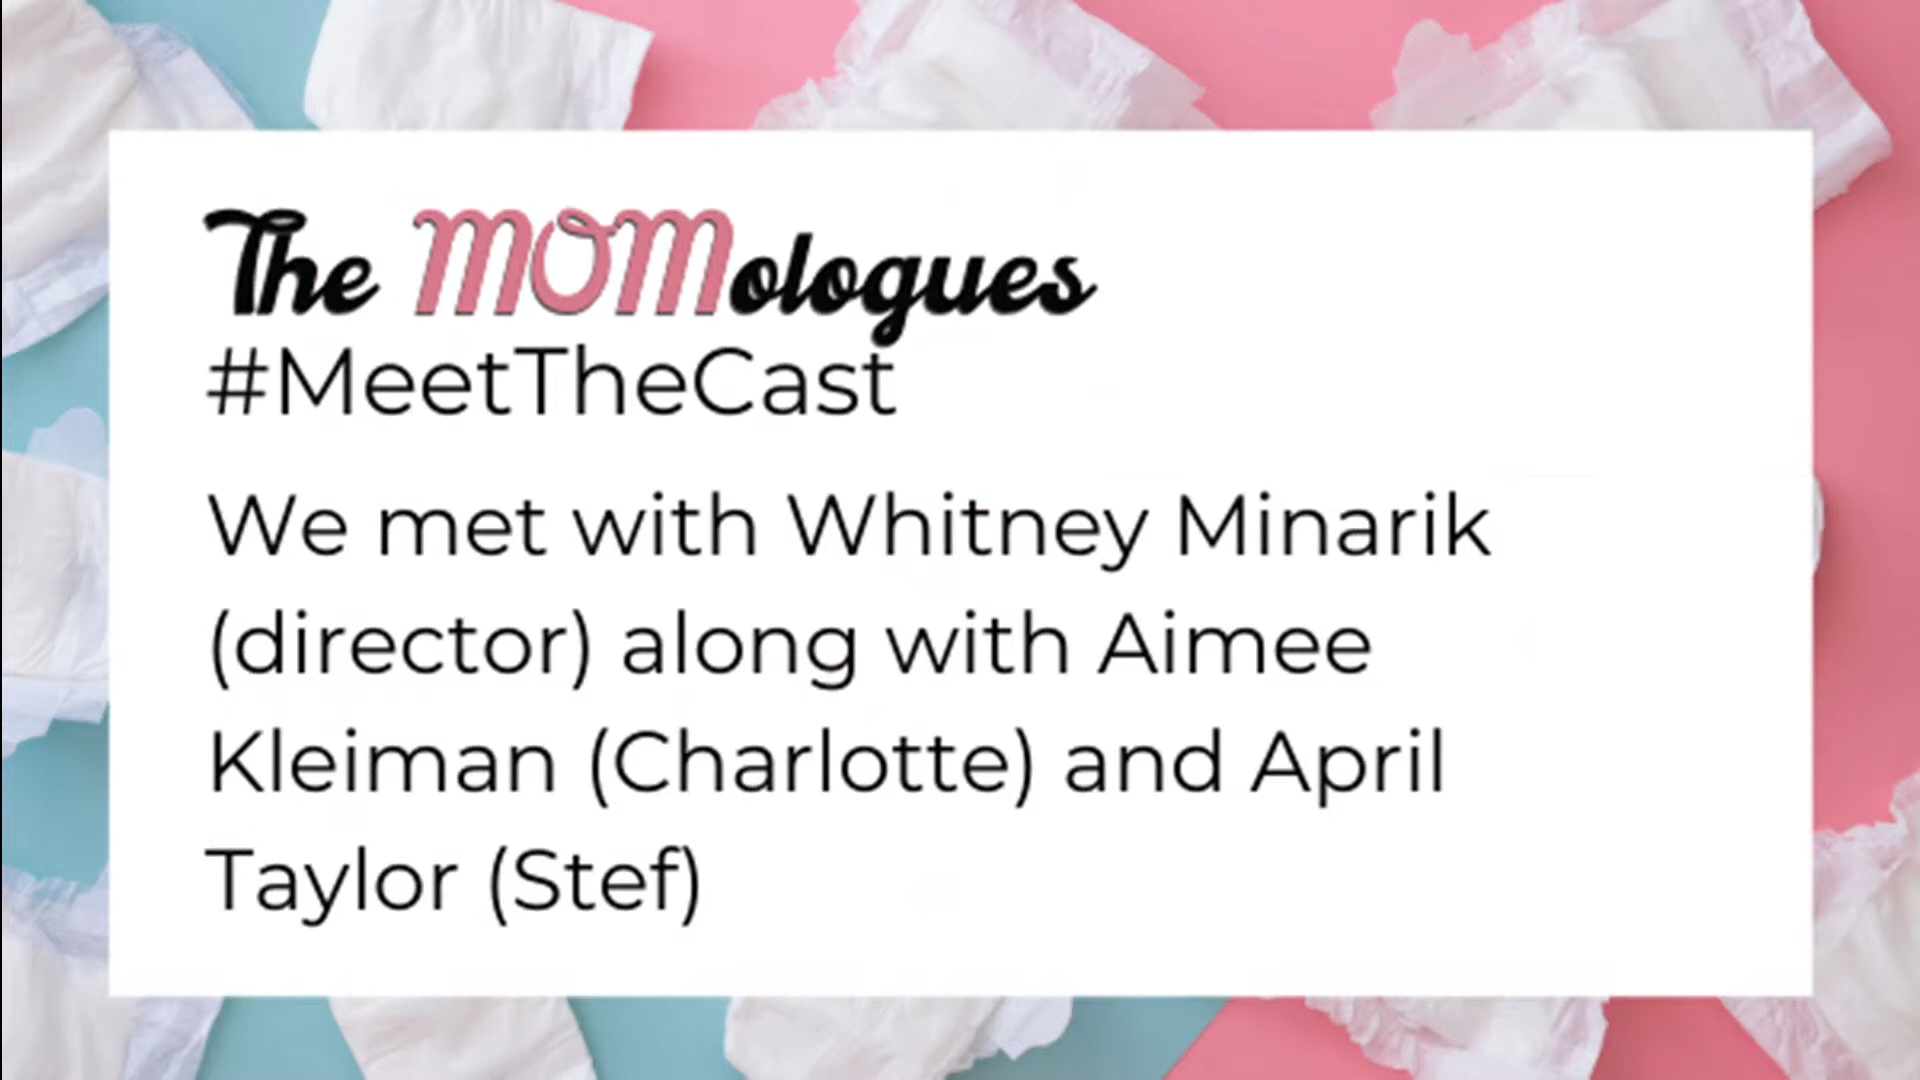 The MOMologues
#MeetTheCast
We met with Whitney Minarik
(director) along with Aimee
Kleiman (Charlotte) and April
Taylor (Stef)